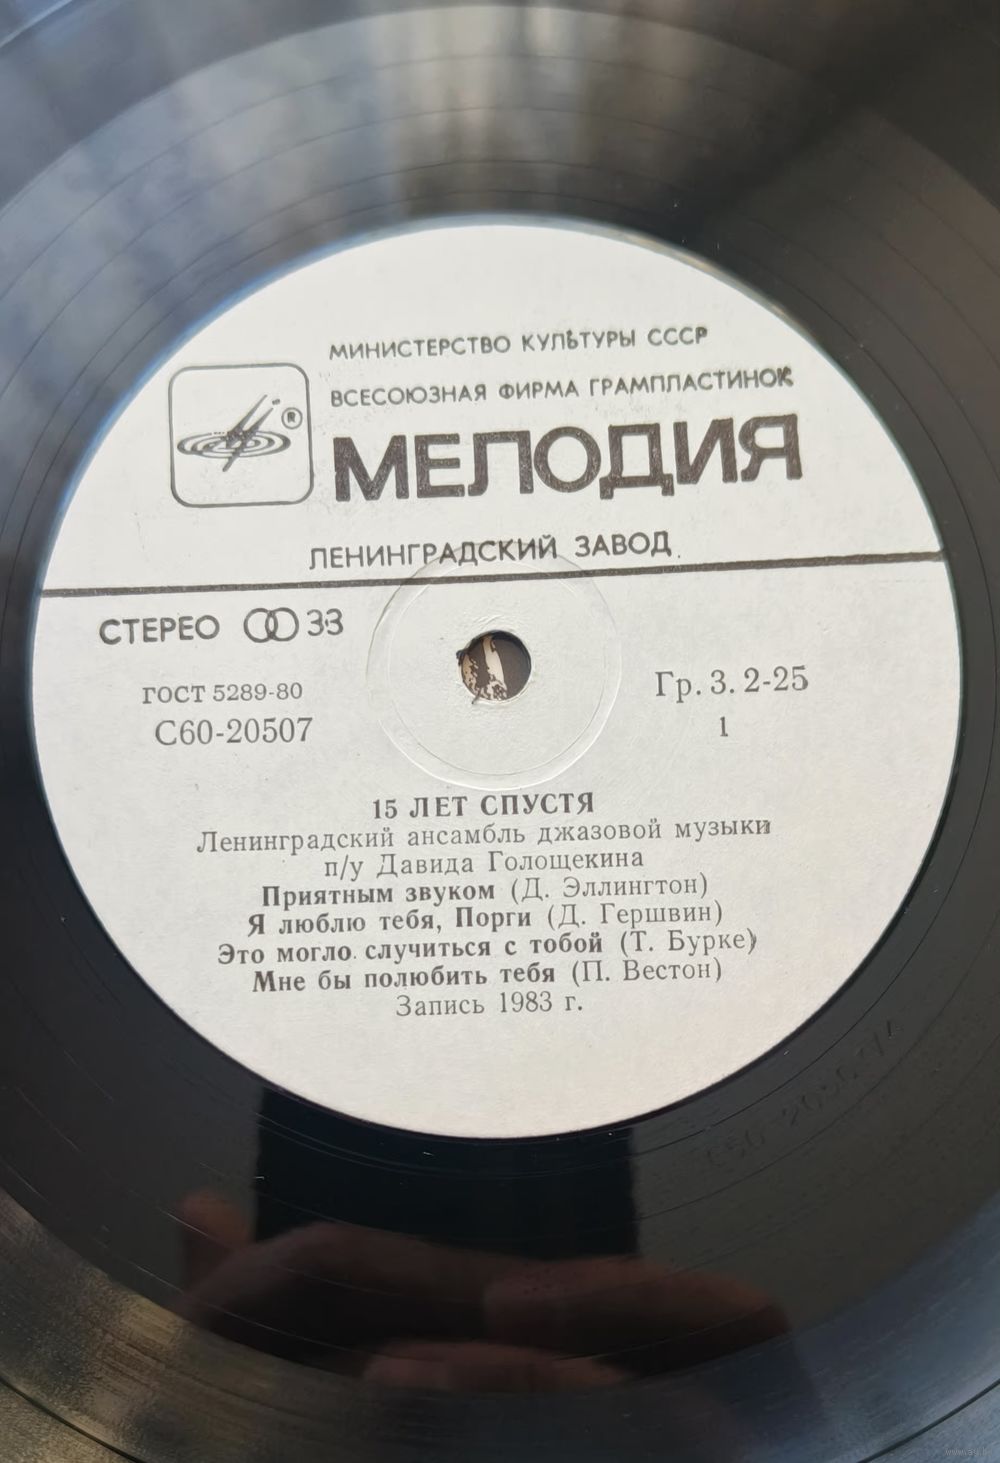 МИНИСТЕРСТВО КУЛЬТУРЫ СССР
ВСЕСОЮЗНАЯ ФИРМА ГРАМПЛАСТИНОК
®
МЕЛОДИЯ
ЛЕНИНГРАДСКИЙ ЗАВОД
СТЕРЕО 33
ГОСТ 5289-80
С60-20507
Гр. 3. 2-25
1
15 ЛЕТ СПУСТЯ
Ленинградский ансамбль джазовой музыки
п/у Давида Голощекина
Приятным звуком (Д. Эллингтон)
Я люблю тебя, Порги (Д. Гершвин)
Это могло случиться с тобой (Т. Бурке)
Мне бы полюбить тебя (П. Вестон)
Запись 1983 г.